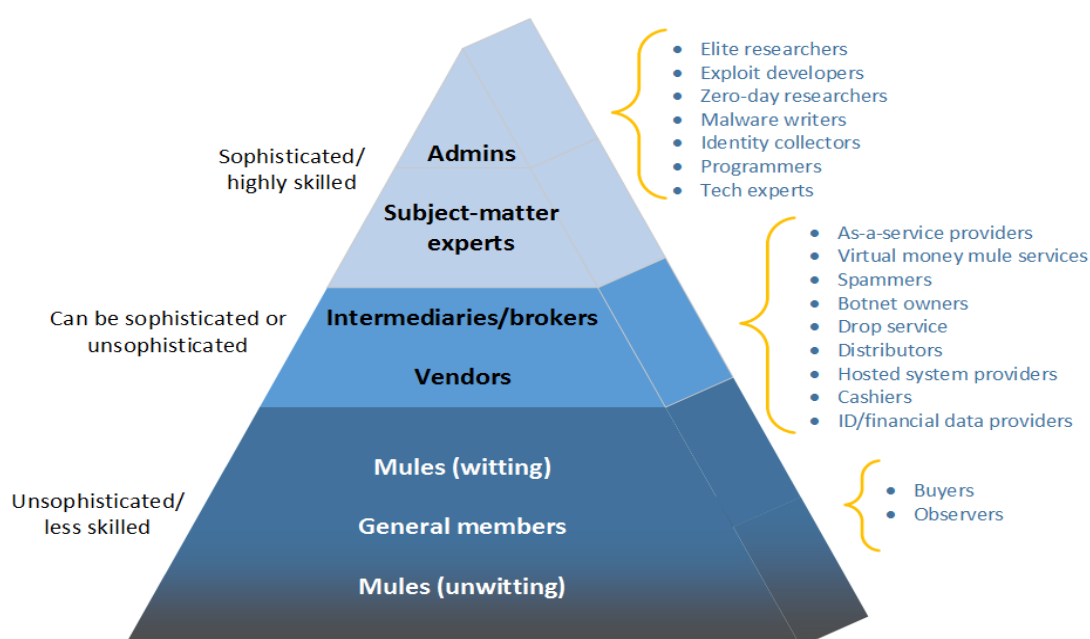 Sophisticated/
highly skilled
Admins
Subject-matter
experts
• Elite researchers
• Exploit developers
• Zero-day researchers
• Malware writers
• Identity collectors
• Programmers
• Tech experts
Can be sophisticated or
unsophisticated
Intermediaries/brokers
Vendors
• As-a-service providers
• Virtual money mule services
• Spammers
• Botnet owners
• Drop service
• Distributors
• Hosted system providers
• Cashiers
• ID/financial data providers
Unsophisticated/
less skilled
Mules (witting)
General members
Mules (unwitting)
• Buyers
• Observers